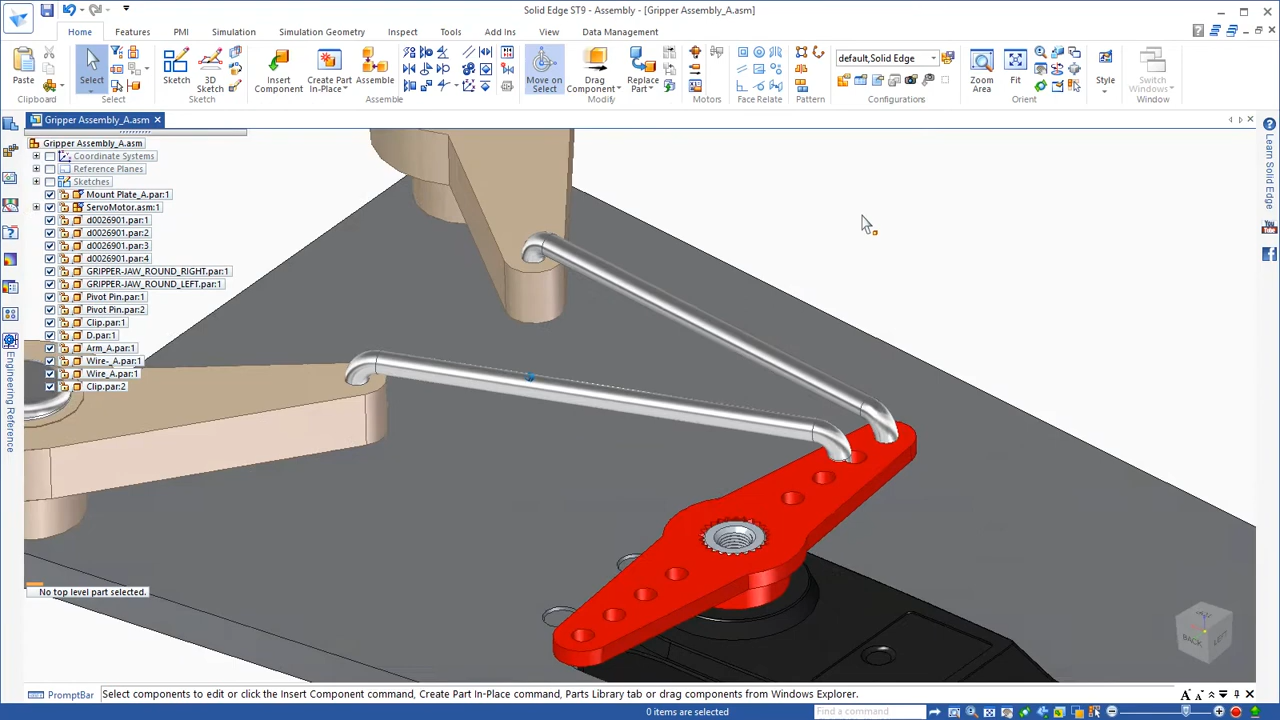 Solid Edge ST9 - Assembly - [Gripper Assembly_A.asm]
Home Features PMI Simulation Simulation Geometry Inspect Tools Add Ins View Data Management
Paste
Clipboard
Select
Select
Sketch
3D Sketch
Sketch
Insert Component
Create Part In-Place
Assemble
Assemble
Move on Select
Drag Component
Replace Part
Modify
Motors
Face Relate
Pattern
default,Solid Edge
Configurations
Zoom Area
Fit
Orient
Style
Switch Windows
Window
Gripper Assembly_A.asm
Gripper Assembly_A.asm
Coordinate Systems
Reference Planes
Sketches
Mount Plate_A.par:1
ServoMotor.asm:1
d0026901.par:1
d0026901.par:2
d0026901.par:3
d0026901.par:4
GRIPPER-JAW_ROUND_RIGHT.par:1
GRIPPER-JAW_ROUND_LEFT.par:1
Pivot Pin.par:1
Pivot Pin.par:2
Clip.par:1
D.par:1
Arm_A.par:1
Wire-_A.par:1
Wire_A.par:1
Clip.par:2
Engineering Reference
Learn Solid Edge
You Tube
No top level part selected.
BACK
LEFT
PromptBar
Select components to edit or click the Insert Component command, Create Part In-Place command, Parts Library tab or drag components from Windows Explorer.
0 items are selected
Find a command